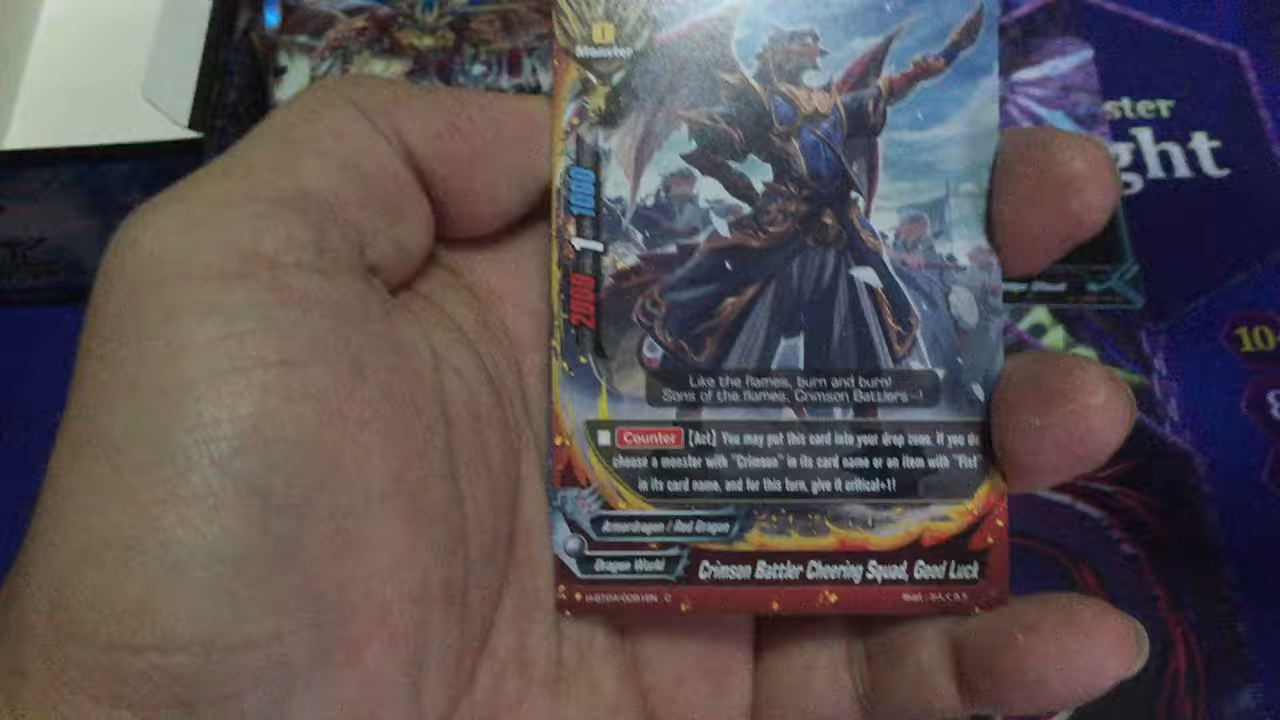 Monster
1000
1
2000
ster
ght
10
Like the flames, burn and burn!
Sons of the flames, Crimson Battlers—!
Counter [Act] You may put this card into your drop zone. If you do
choose a monster with "Crimson" in its card name or an item with "Fist"
in its card name, and for this turn, give it critical+1!
Armordragon / Red Dragon
Dragon World
Crimson Battler Cheering Squad, Good Luck
C